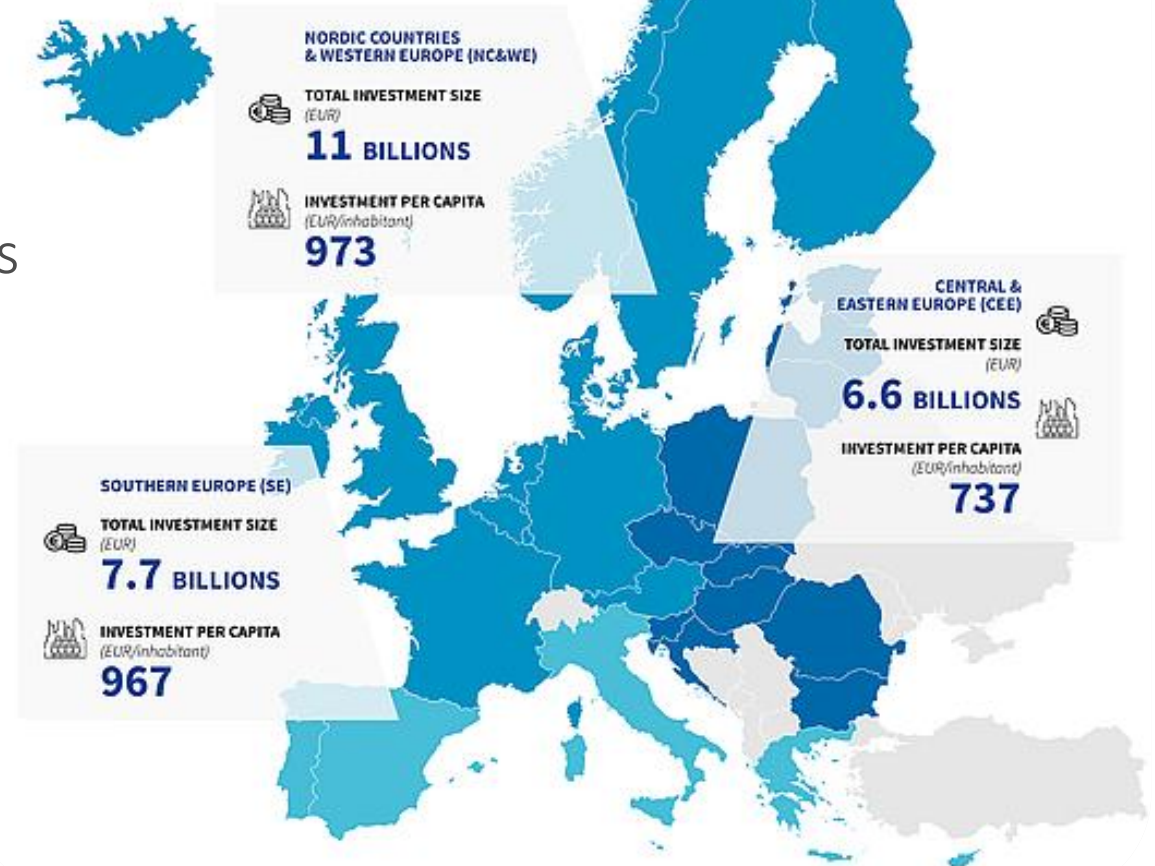 NORDIC COUNTRIES
& WESTERN EUROPE (NC&WE)
TOTAL INVESTMENT SIZE
(EUR)
11 BILLIONS
INVESTMENT PER CAPITA
(EUR/inhabitant)
973
S
CENTRAL &
EASTERN EUROPE (CEE)
TOTAL INVESTMENT SIZE
(EUR)
6.6 BILLIONS
INVESTMENT PER CAPITA
(EUR/inhabitant)
737
SOUTHERN EUROPE (SE)
TOTAL INVESTMENT SIZE
(EUR)
7.7 BILLIONS
INVESTMENT PER CAPITA
(EUR/inhabitant)
967